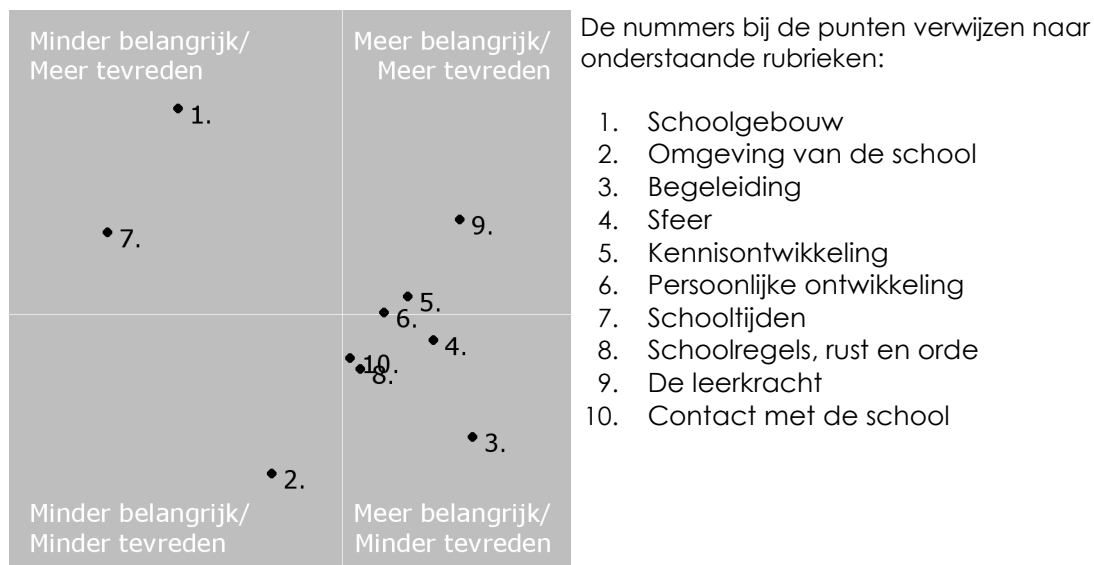 Minder belangrijk/
Meer tevreden
Meer belangrijk/
Meer tevreden
1.
7.
9.
5.
6.
4.
10.
8.
3.
2.
Minder belangrijk/
Minder tevreden
Meer belangrijk/
Minder tevreden
De nummers bij de punten verwijzen naar
onderstaande rubrieken:
1. Schoolgebouw
2. Omgeving van de school
3. Begeleiding
4. Sfeer
5. Kennisontwikkeling
6. Persoonlijke ontwikkeling
7. Schooltijden
8. Schoolregels, rust en orde
9. De leerkracht
10. Contact met de school